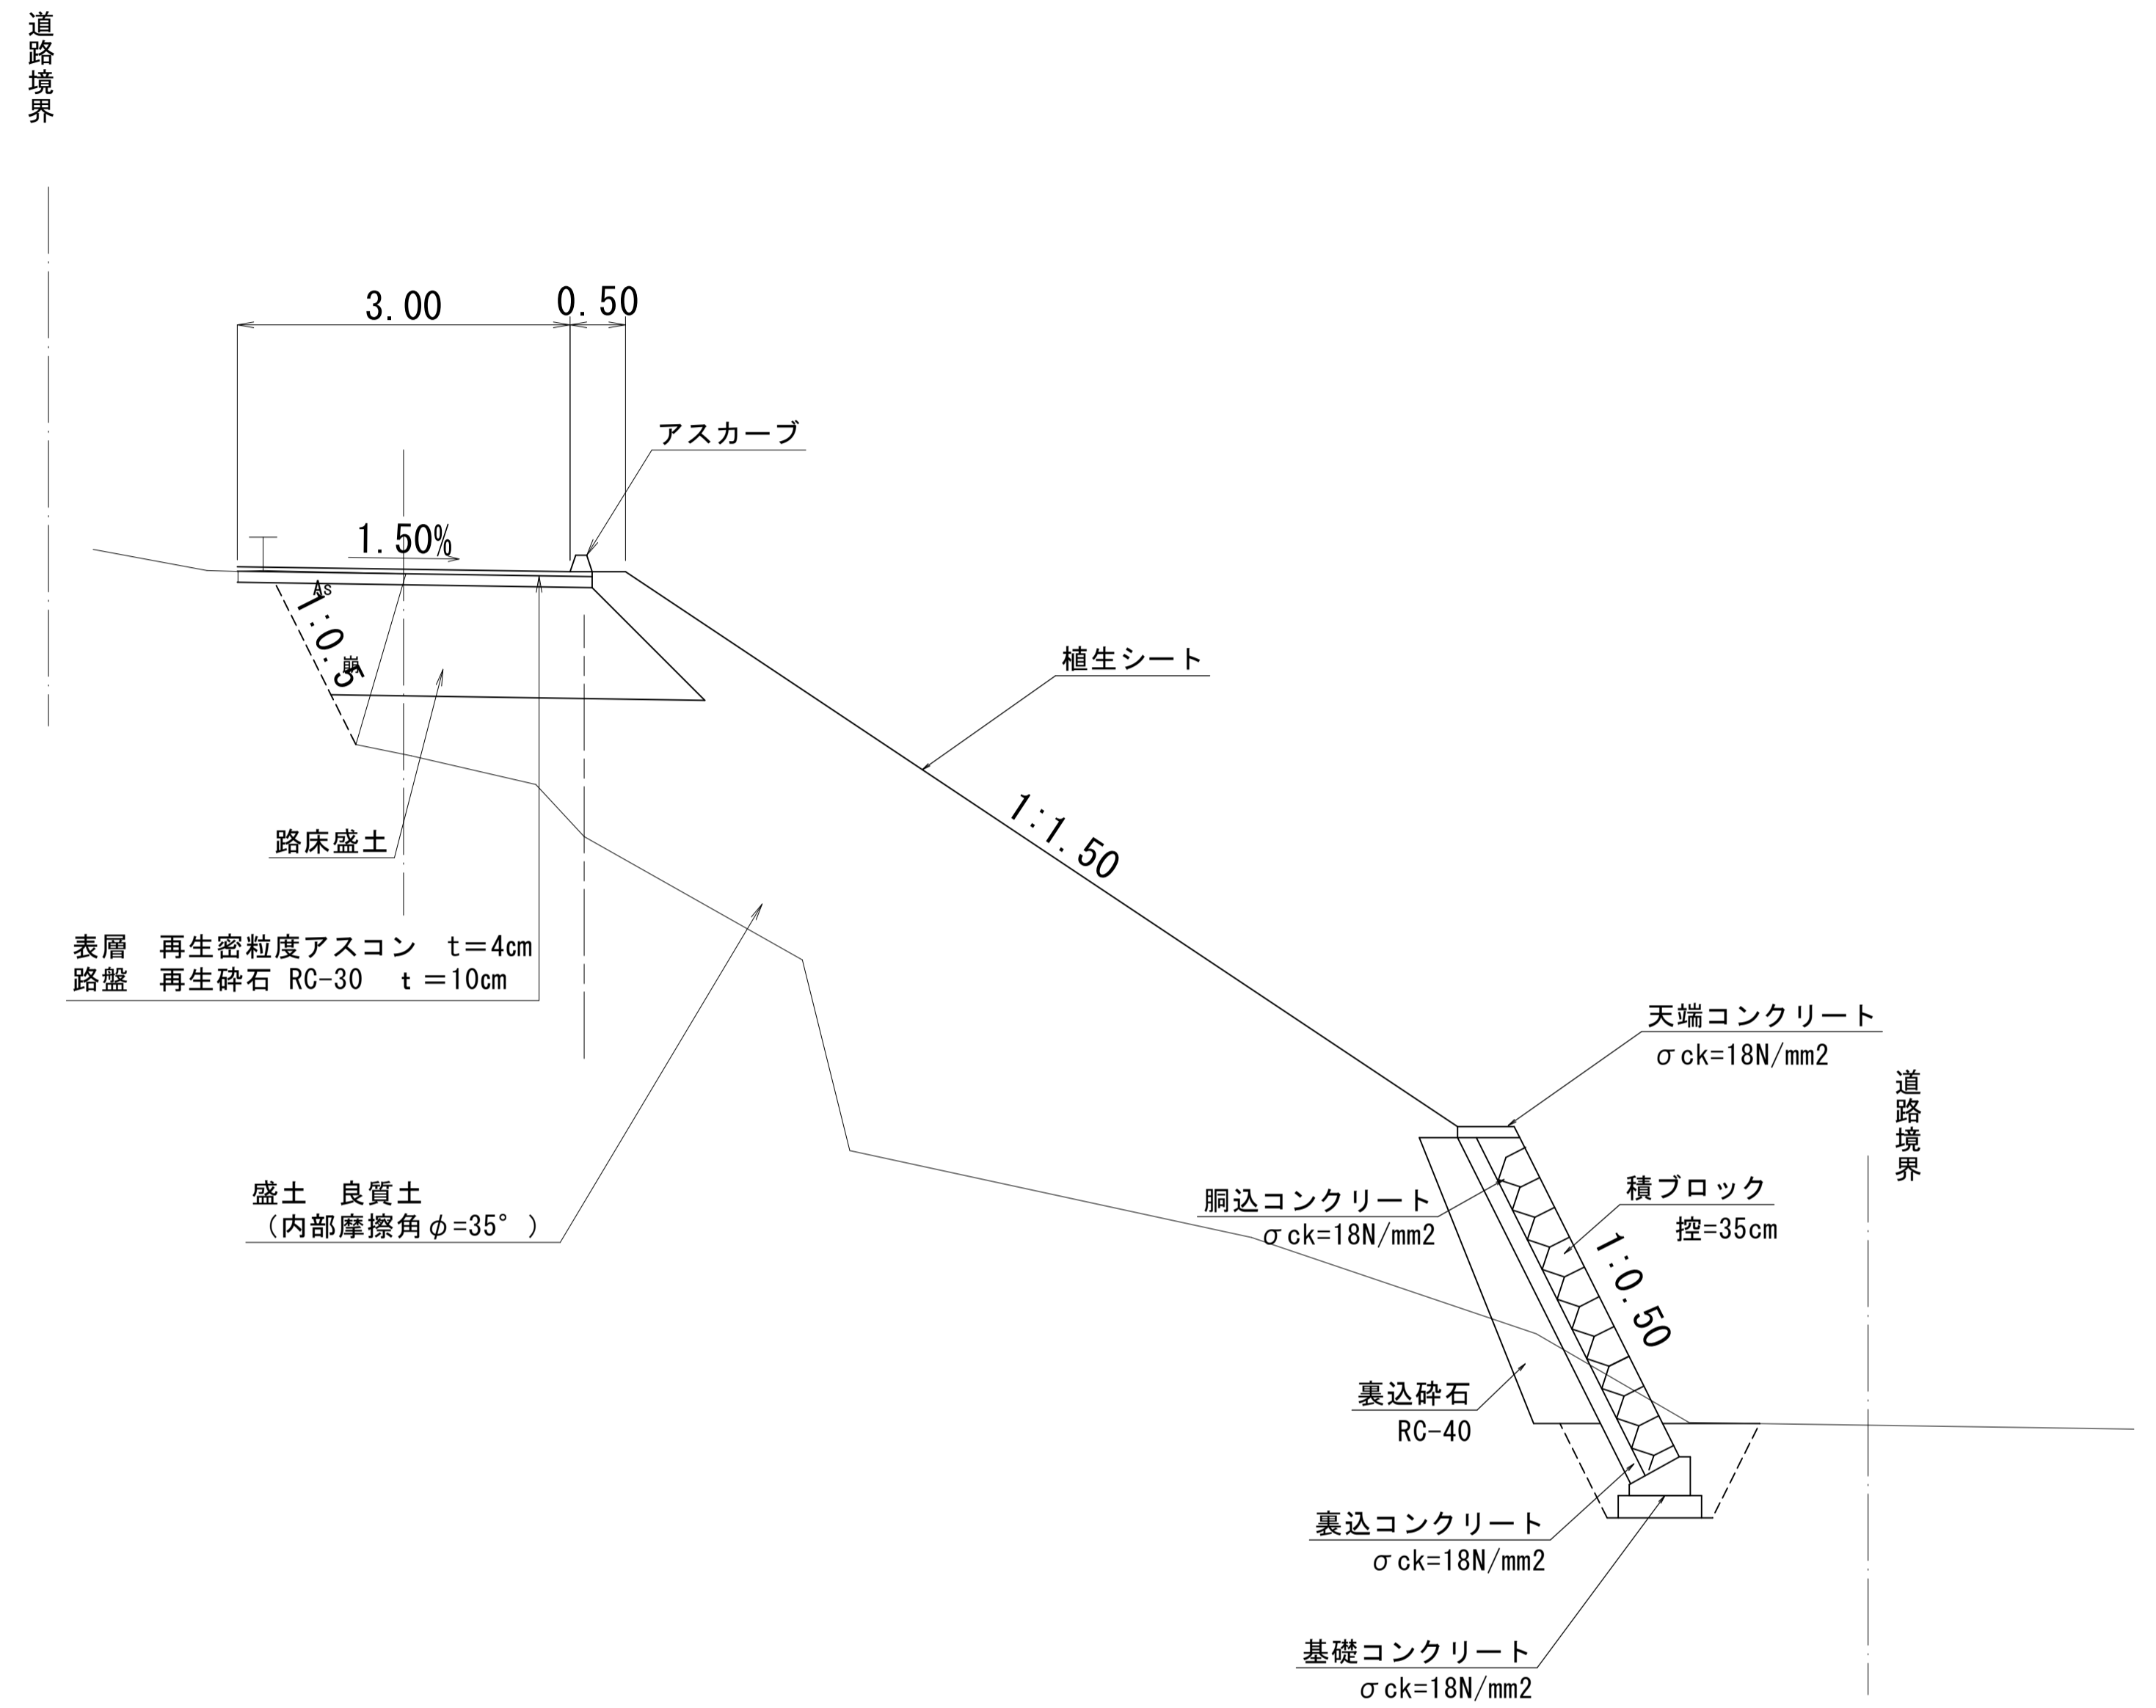 道路境界
3.00
0.50
アスカーブ
1.50%
As
1:0.5
崩
植生シート
1:1.50
路床盛土
表層　再生密粒度アスコン　t=4cm
路盤　再生砕石 RC-30　t=10cm
天端コンクリート
σck=18N/mm2
道路境界
盛土　良質土
（内部摩擦角φ=35°）
胴込コンクリート
σck=18N/mm2
積ブロック
控=35cm
1:0.50
裏込砕石
RC-40
裏込コンクリート
σck=18N/mm2
基礎コンクリート
σck=18N/mm2